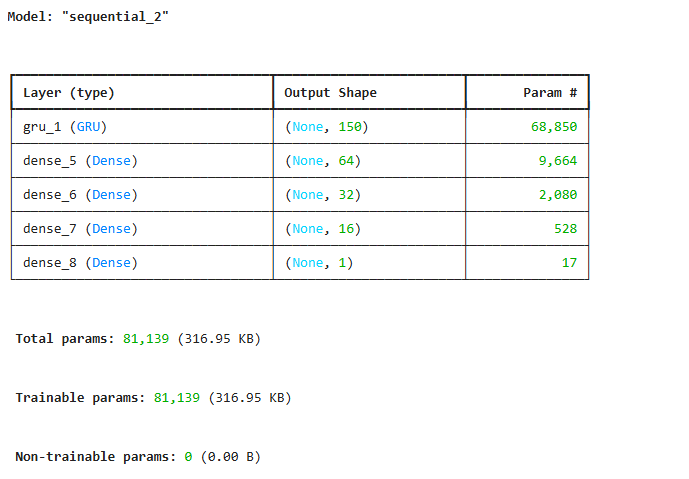 Model: "sequential_2"
Layer (type) Output Shape Param #
gru_1 (GRU) (None, 150) 68,850
dense_5 (Dense) (None, 64) 9,664
dense_6 (Dense) (None, 32) 2,080
dense_7 (Dense) (None, 16) 528
dense_8 (Dense) (None, 1) 17
Total params: 81,139 (316.95 KB)
Trainable params: 81,139 (316.95 KB)
Non-trainable params: 0 (0.00 B)